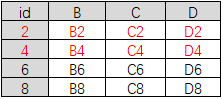 id B C D
2 B2 C2 D2
4 B4 C4 D4
6 B6 C6 D6
8 B8 C8 D8